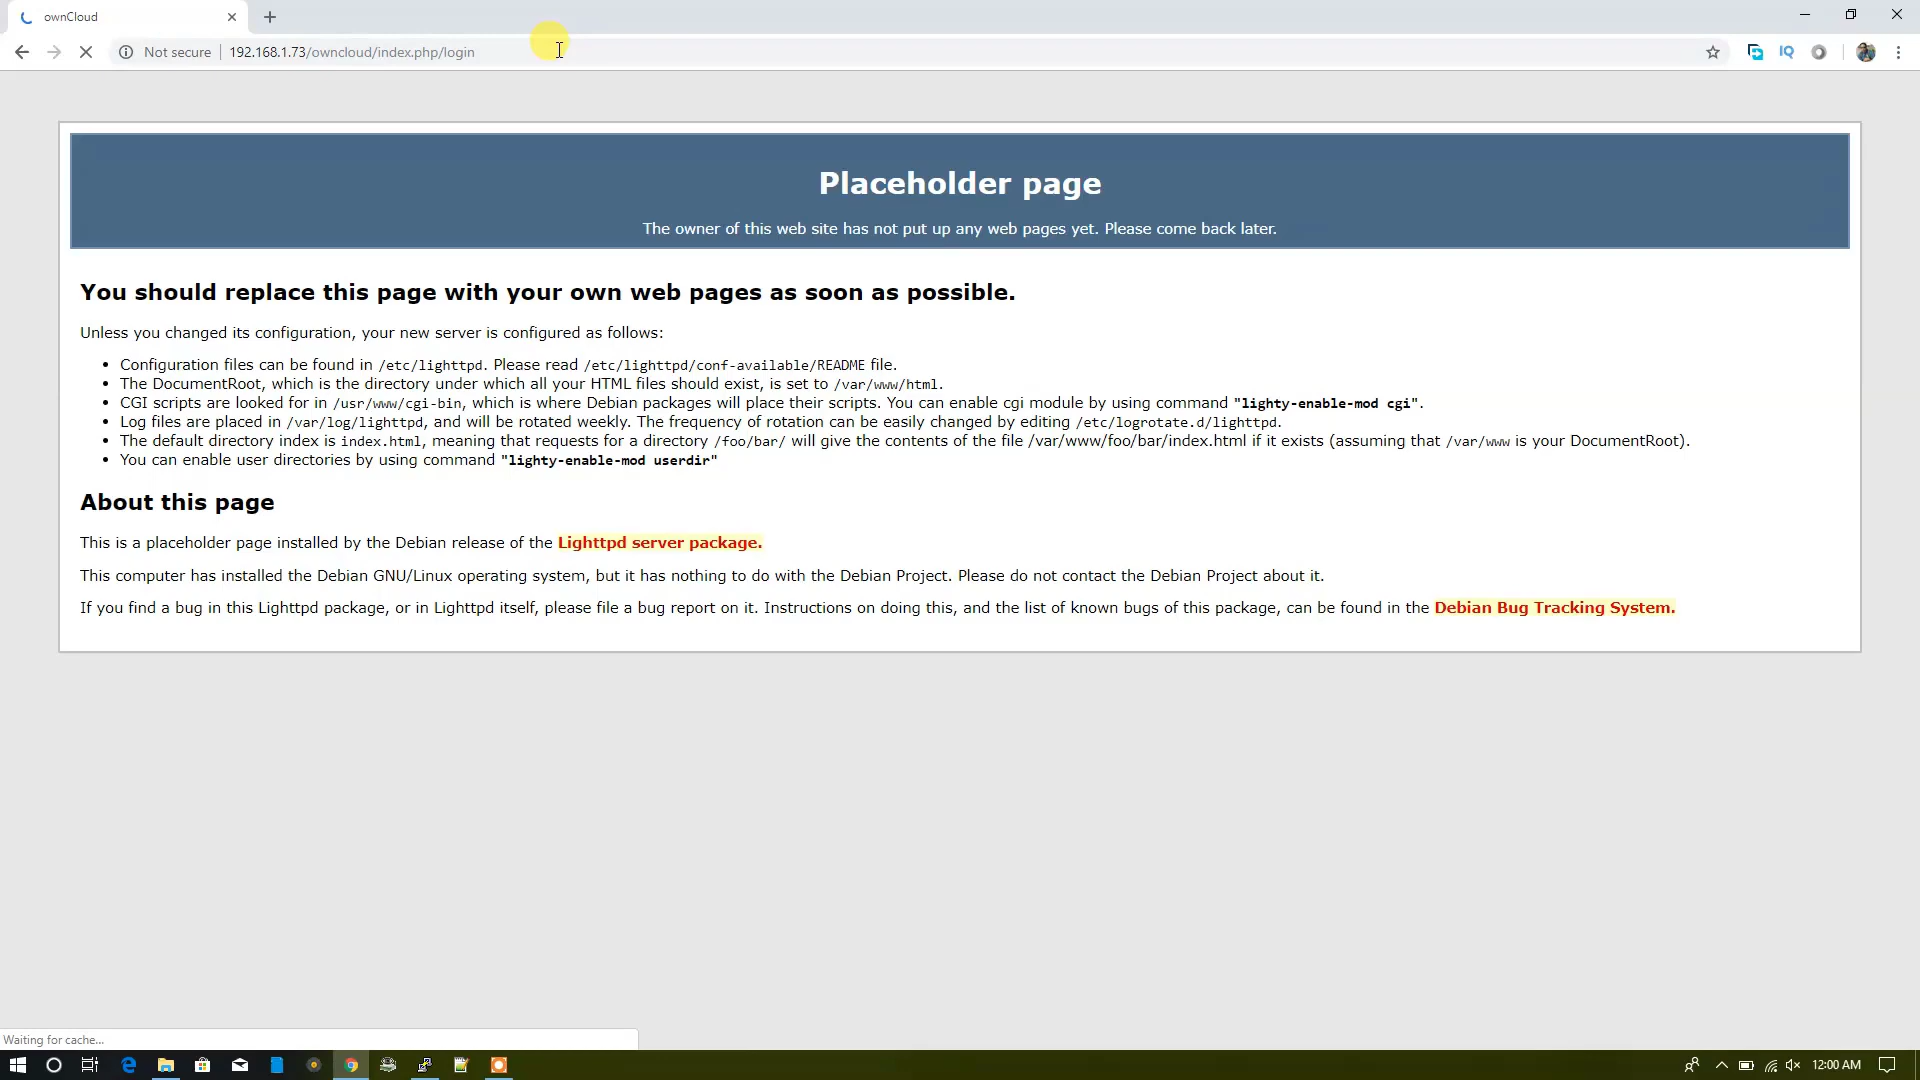 ownCloud
Not secure 192.168.1.73/owncloud/index.php/login
IQ
Placeholder page
The owner of this web site has not put up any web pages yet. Please come back later.
You should replace this page with your own web pages as soon as possible.
Unless you changed its configuration, your new server is configured as follows:
• Configuration files can be found in /etc/lighttpd. Please read /etc/lighttpd/conf-available/README file.
• The DocumentRoot, which is the directory under which all your HTML files should exist, is set to /var/www/html.
• CGI scripts are looked for in /usr/www/cgi-bin, which is where Debian packages will place their scripts. You can enable cgi module by using command "lighty-enable-mod cgi".
• Log files are placed in /var/log/lighttpd, and will be rotated weekly. The frequency of rotation can be easily changed by editing /etc/logrotate.d/lighttpd.
• The default directory index is index.html, meaning that requests for a directory /foo/bar/ will give the contents of the file /var/www/foo/bar/index.html if it exists (assuming that /var/www is your DocumentRoot).
• You can enable user directories by using command "lighty-enable-mod userdir"
About this page
This is a placeholder page installed by the Debian release of the Lighttpd server package.
This computer has installed the Debian GNU/Linux operating system, but it has nothing to do with the Debian Project. Please do not contact the Debian Project about it.
If you find a bug in this Lighttpd package, or in Lighttpd itself, please file a bug report on it. Instructions on doing this, and the list of known bugs of this package, can be found in the Debian Bug Tracking System.
Waiting for cache...
12:00 AM